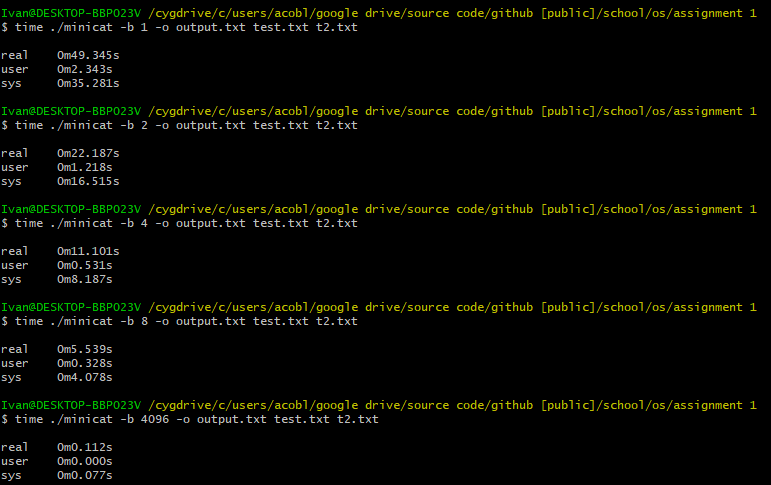 Ivan@DESKTOP-BBPO23V /cygdrive/c/users/acobl/google drive/source code/github [public]/school/os/assignment 1
$ time ./minicat -b 1 -o output.txt test.txt t2.txt
real    0m49.345s
user    0m2.343s
sys     0m35.281s
Ivan@DESKTOP-BBPO23V /cygdrive/c/users/acobl/google drive/source code/github [public]/school/os/assignment 1
$ time ./minicat -b 2 -o output.txt test.txt t2.txt
real    0m22.187s
user    0m1.218s
sys     0m16.515s
Ivan@DESKTOP-BBPO23V /cygdrive/c/users/acobl/google drive/source code/github [public]/school/os/assignment 1
$ time ./minicat -b 4 -o output.txt test.txt t2.txt
real    0m11.101s
user    0m0.531s
sys     0m8.187s
Ivan@DESKTOP-BBPO23V /cygdrive/c/users/acobl/google drive/source code/github [public]/school/os/assignment 1
$ time ./minicat -b 8 -o output.txt test.txt t2.txt
real    0m5.539s
user    0m0.328s
sys     0m4.078s
Ivan@DESKTOP-BBPO23V /cygdrive/c/users/acobl/google drive/source code/github [public]/school/os/assignment 1
$ time ./minicat -b 4096 -o output.txt test.txt t2.txt
real    0m0.112s
user    0m0.000s
sys     0m0.077s